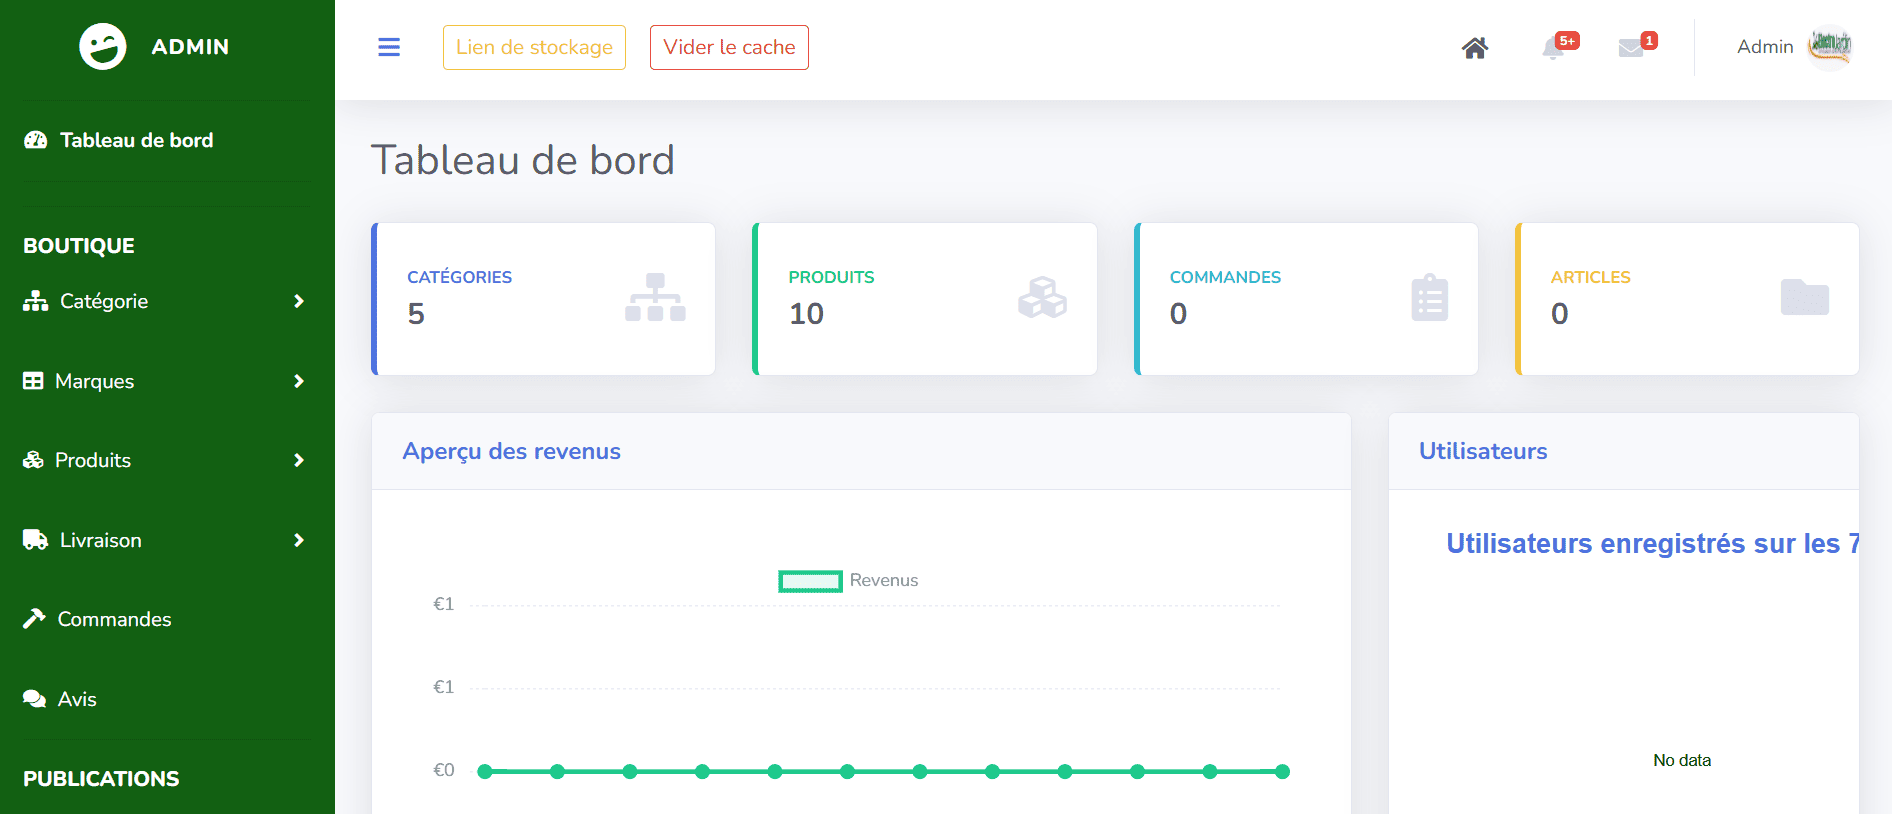 ADMIN
Lien de stockage
Vider le cache
5+
1
Admin
Tableau de bord
BOUTIQUE
Catégorie
Marques
Produits
Livraison
Commandes
Avis
PUBLICATIONS
Tableau de bord
CATÉGORIES
5
PRODUITS
10
COMMANDES
0
ARTICLES
0
Aperçu des revenus
Revenus
€1
€1
€0
Utilisateurs
Utilisateurs enregistrés sur les 7
No data